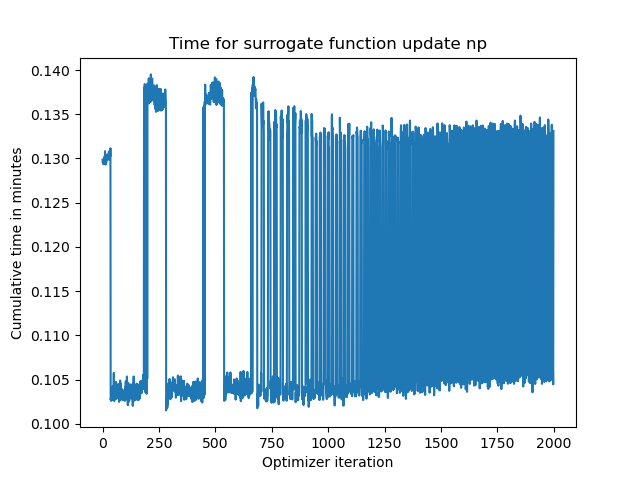 Time for surrogate function update np
0.140
0.135
0.130
0.125
0.120
0.115
0.110
0.105
0.100
Cumulative time in minutes
0 250 500 750 1000 1250 1500 1750 2000
Optimizer iteration